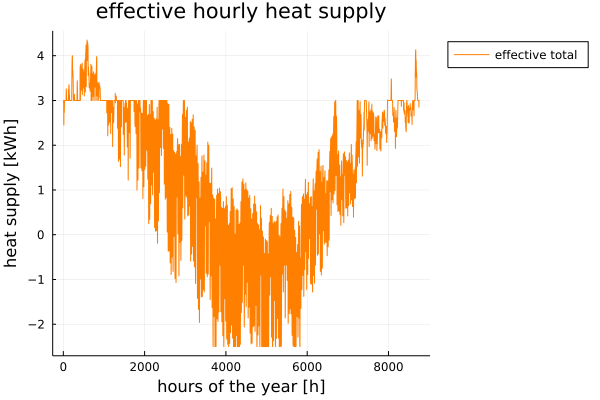 effective hourly heat supply
effective total
heat supply [kWh]
4
3
2
1
0
−1
−2
0 2000 4000 6000 8000
hours of the year [h]